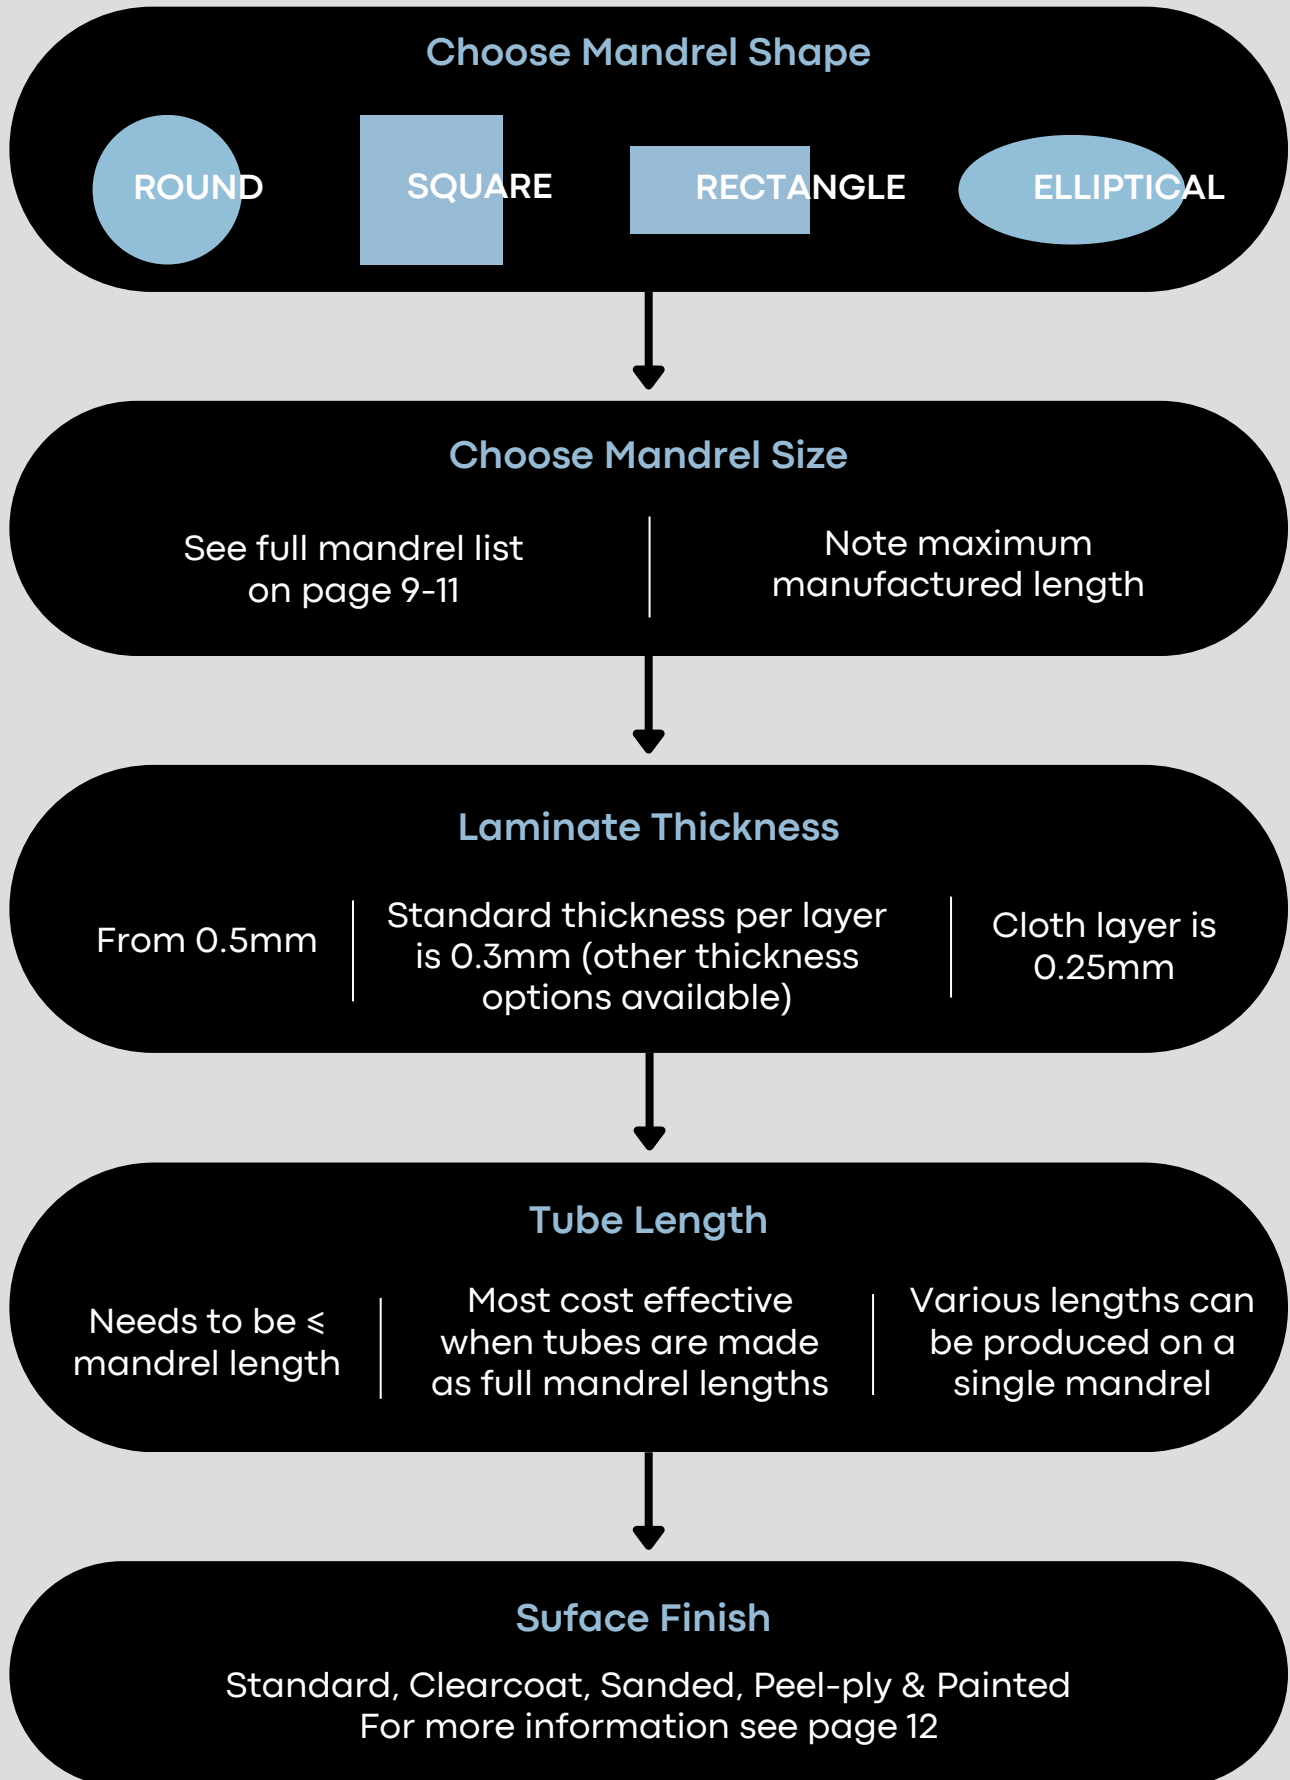 Choose Mandrel Shape
ROUND
SQUARE
RECTANGLE
ELLIPTICAL
Choose Mandrel Size
See full mandrel list
on page 9-11
Note maximum
manufactured length
Laminate Thickness
From 0.5mm
Standard thickness per layer
is 0.3mm (other thickness
options available)
Cloth layer is
0.25mm
Tube Length
Needs to be ⩽
mandrel length
Most cost effective
when tubes are made
as full mandrel lengths
Various lengths can
be produced on a
single mandrel
Suface Finish
Standard, Clearcoat, Sanded, Peel-ply & Painted
For more information see page 12